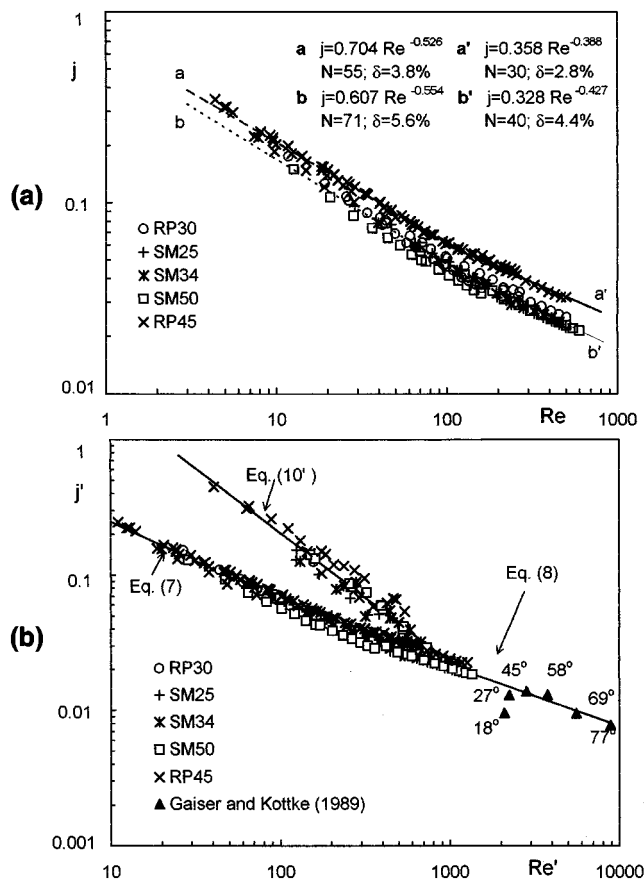 (a)
j
1
0.1
0.01
1 10 100 1000
Re
a j=0.704 Re^-0.526
N=55; δ=3.8%
b j=0.607 Re^-0.554
N=71; δ=5.6%
a' j=0.358 Re^-0.388
N=30; δ=2.8%
b' j=0.328 Re^-0.427
N=40; δ=4.4%
a
b
RP30
SM25
SM34
SM50
RP45
a'
b'
(b)
j'
1
0.1
0.01
0.001
10 100 1000 10000
Re'
Eq. (10')
Eq. (7)
Eq. (8)
45° 58°
27° 69°
18° 77°
RP30
SM25
SM34
SM50
RP45
Gaiser and Kottke (1989)